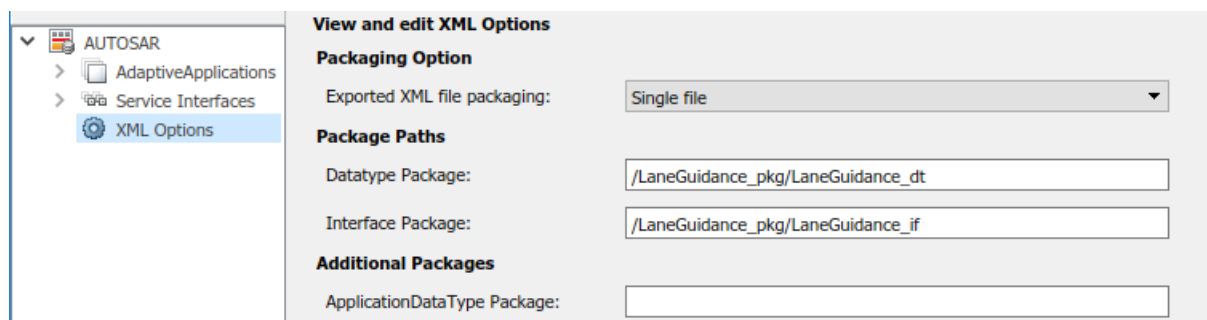 AUTOSAR
AdaptiveApplications
Service Interfaces
XML Options
View and edit XML Options
Packaging Option
Exported XML file packaging: Single file
Package Paths
Datatype Package: /LaneGuidance_pkg/LaneGuidance_dt
Interface Package: /LaneGuidance_pkg/LaneGuidance_if
Additional Packages
ApplicationDataType Package: